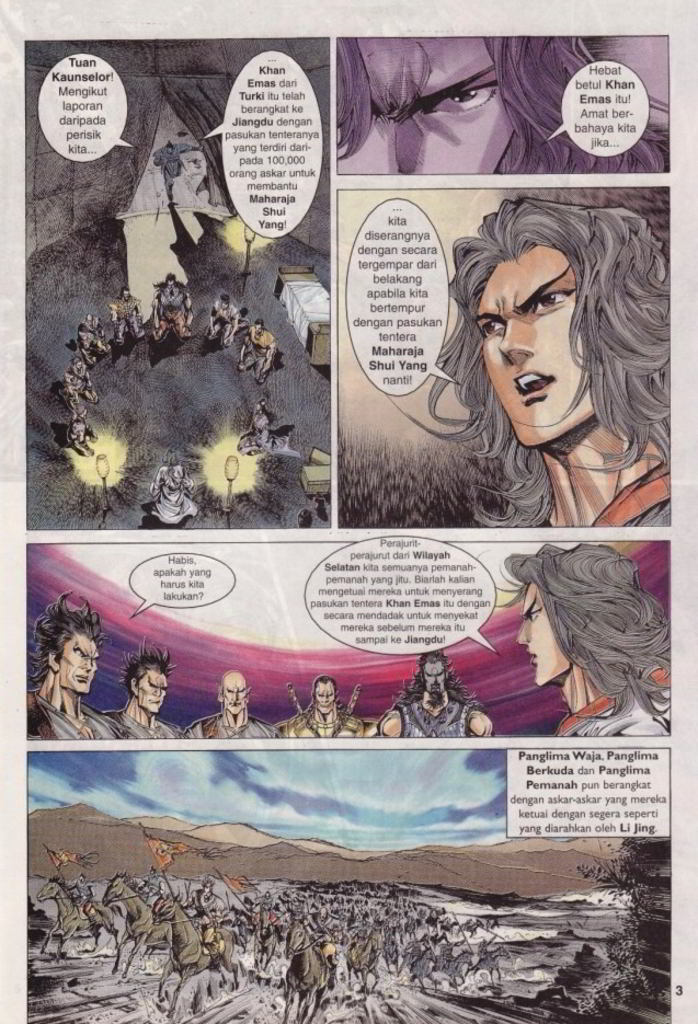 Tuan
Kaunselor!
Mengikut
laporan
daripada
perisik
kita...
...
Khan
Emas dari
Turki itu telah
berangkat ke
Jiangdu dengan
pasukan tenteranya
yang terdiri dari-
pada 100,000
orang askar untuk
membantu
Maharaja
Shui
Yang!
Hebat
betul Khan
Emas itu!
Amat ber-
bahaya kita
jika...
...
kita
diserangnya
dengan secara
tergempar dari
belakang
apabila kita
bertempur
dengan pasukan
tentera
Maharaja
Shui Yang
nanti!
Habis,
apakah yang
harus kita
lakukan?
Perajurit-
perajurut dari Wilayah
Selatan kita semuanya pemanah-
pemanah yang jitu. Biarlah kalian
mengetuai mereka untuk menyerang
pasukan tentera Khan Emas itu dengan
secara mendadak untuk menyekat
mereka sebelum mereka itu
sampai ke Jiangdu!
Panglima Waja, Panglima
Berkuda dan Panglima
Pemanah pun berangkat
dengan askar-askar yang mereka
ketuai dengan segera seperti
yang diarahkan oleh Li Jing.
3